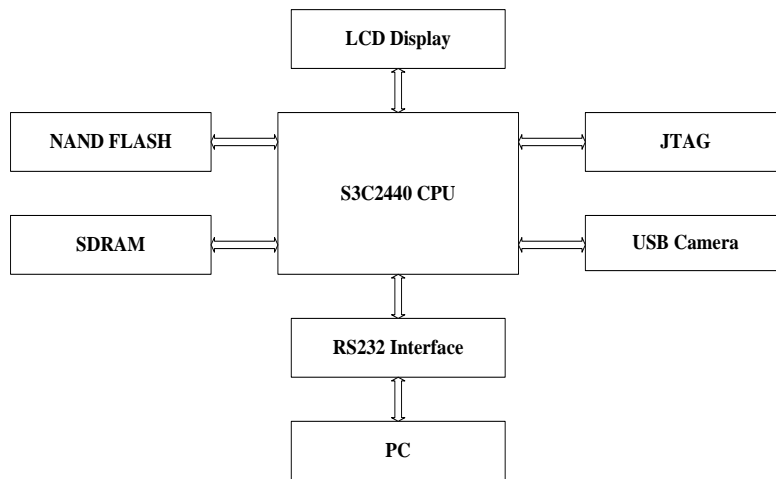 LCD Display
NAND FLASH
JTAG
S3C2440 CPU
SDRAM
USB Camera
RS232 Interface
PC